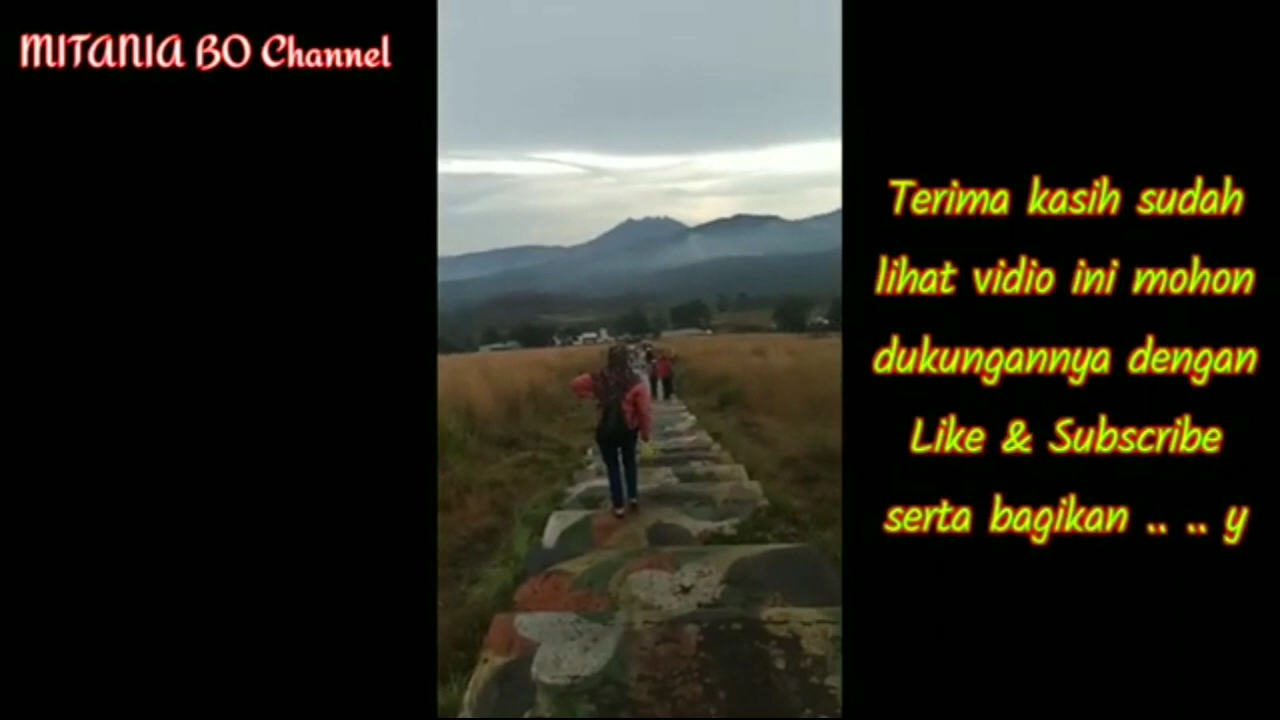 MITANIA BO Channel
Terima kasih sudah
lihat vidio ini mohon
dukungannya dengan
Like & Subscribe
serta bagikan .. .. y